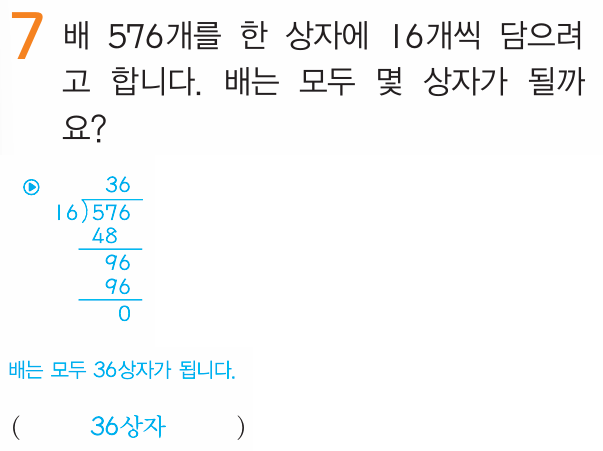 7 배 576개를 한 상자에 16개씩 담으려
고 합니다. 배는 모두 몇 상자가 될까
요?
36
16)576
48
96
96
0
배는 모두 36상자가 됩니다.
( 36상자 )